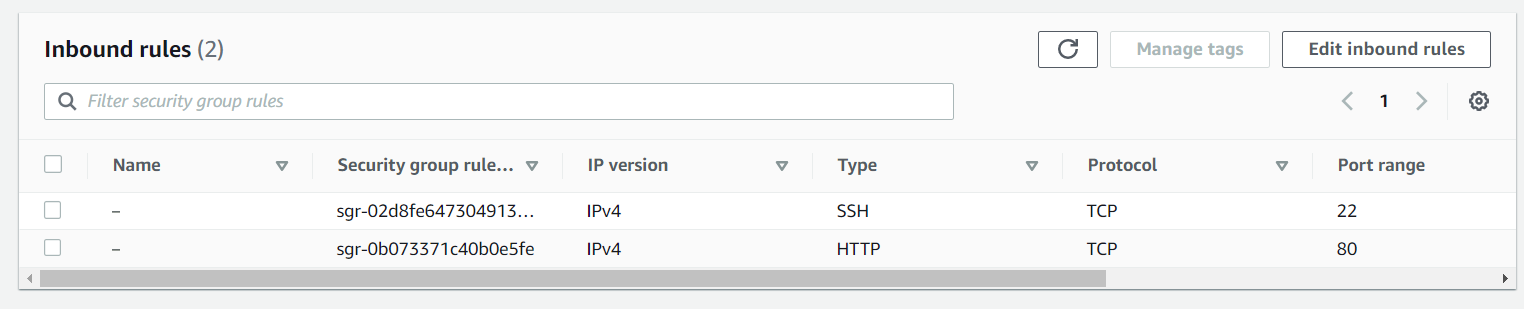 Inbound rules (2)
Manage tags
Edit inbound rules
Filter security group rules
1
Name Security group rule... IP version Type Protocol Port range
– sgr-02d8fe647304913... IPv4 SSH TCP 22
– sgr-0b073371c40b0e5fe IPv4 HTTP TCP 80